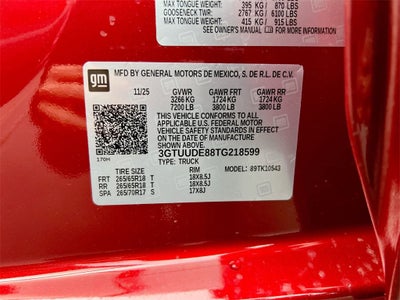 MAX TONGUE WEIGHT: 395 KG / 870 LBS
GOOSENECK TWR: 2767 KG / 6100 LBS
MAX TONGUE WEIGHT: 415 KG / 915 LBS
SEE OWNER'S MANUAL FOR
gm
MFD BY GENERAL MOTORS DE MEXICO, S. DE R.L. DE C.V.
11/25 GVWR GAWR FRT GAWR RR
3266 KG 1724 KG 1724 KG
7200 LB 3800 LB 3800 LB
THIS VEHICLE CONFORMS TO ALL
APPLICABLE U.S. FEDERAL MOTOR
VEHICLE SAFETY STANDARDS IN EFFECT
ON THE DATE OF MANUFACTURE
SHOWN ABOVE.
3GTUUDE88TG218599
170H TYPE: TRUCK
TIRE SIZE RIM MODEL: 89TK10543
FRT 265/65R18 T 18X8.5J
RR 265/65R18 T 18X8.5J
SPA 265/70R17 S 17X8J